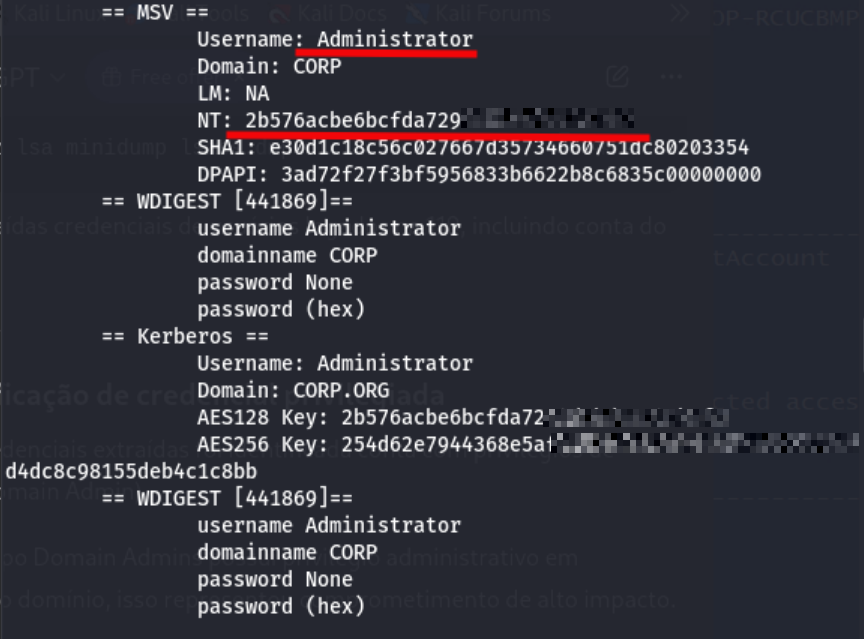 == MSV ==
Username: Administrator
Domain: CORP
LM: NA
NT: 2b576acbe6bcfda729
SHA1: e30d1c18c56c027667d35734660751dc80203354
DPAPI: 3ad72f27f3bf5956833b6622b8c6835c00000000
== WDIGEST [441869]==
username Administrator
domainname CORP
password None
password (hex)
== Kerberos ==
Username: Administrator
Domain: CORP.ORG
AES128 Key: 2b576acbe6bcfda72
AES256 Key: 254d62e7944368e5af
d4dc8c98155deb4c1c8bb
== WDIGEST [441869]==
username Administrator
domainname CORP
password None
password (hex)